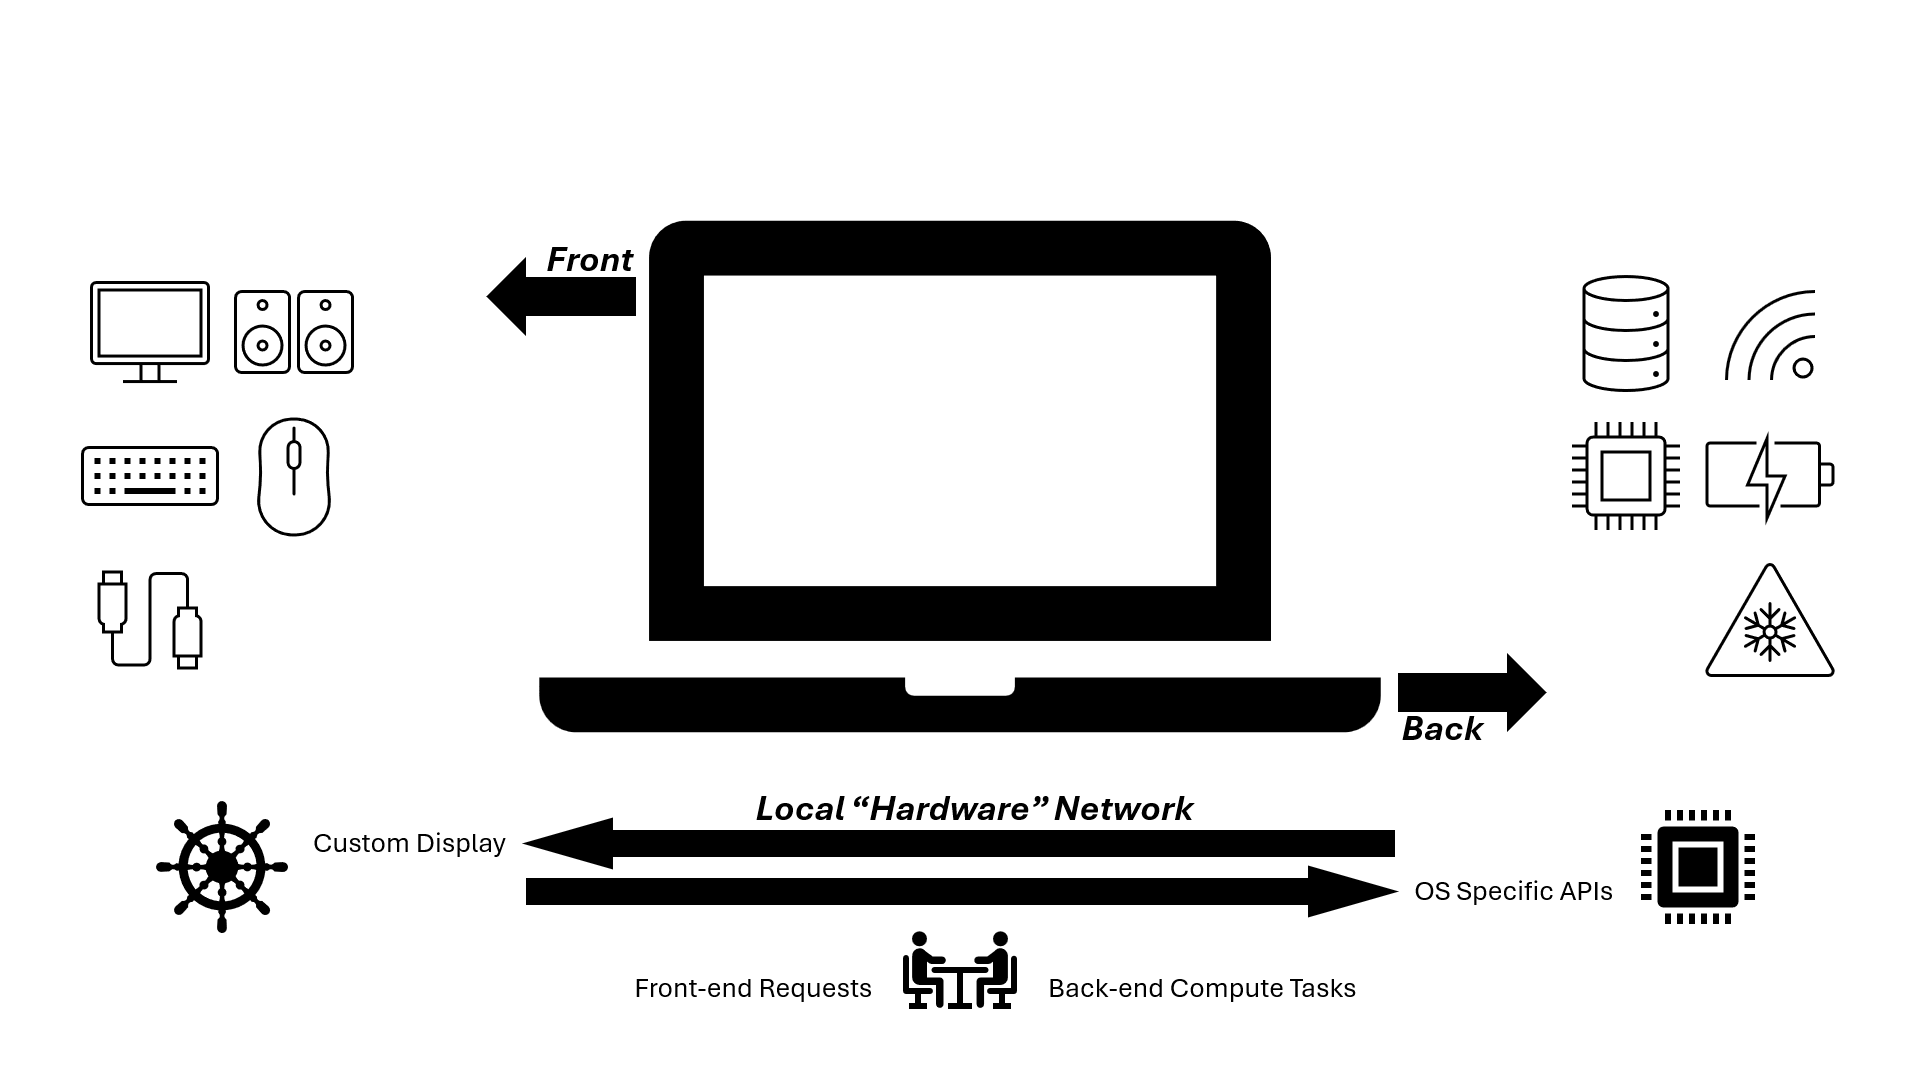 Front
Back
Local “Hardware” Network
Custom Display
OS Specific APIs
Front-end Requests
Back-end Compute Tasks